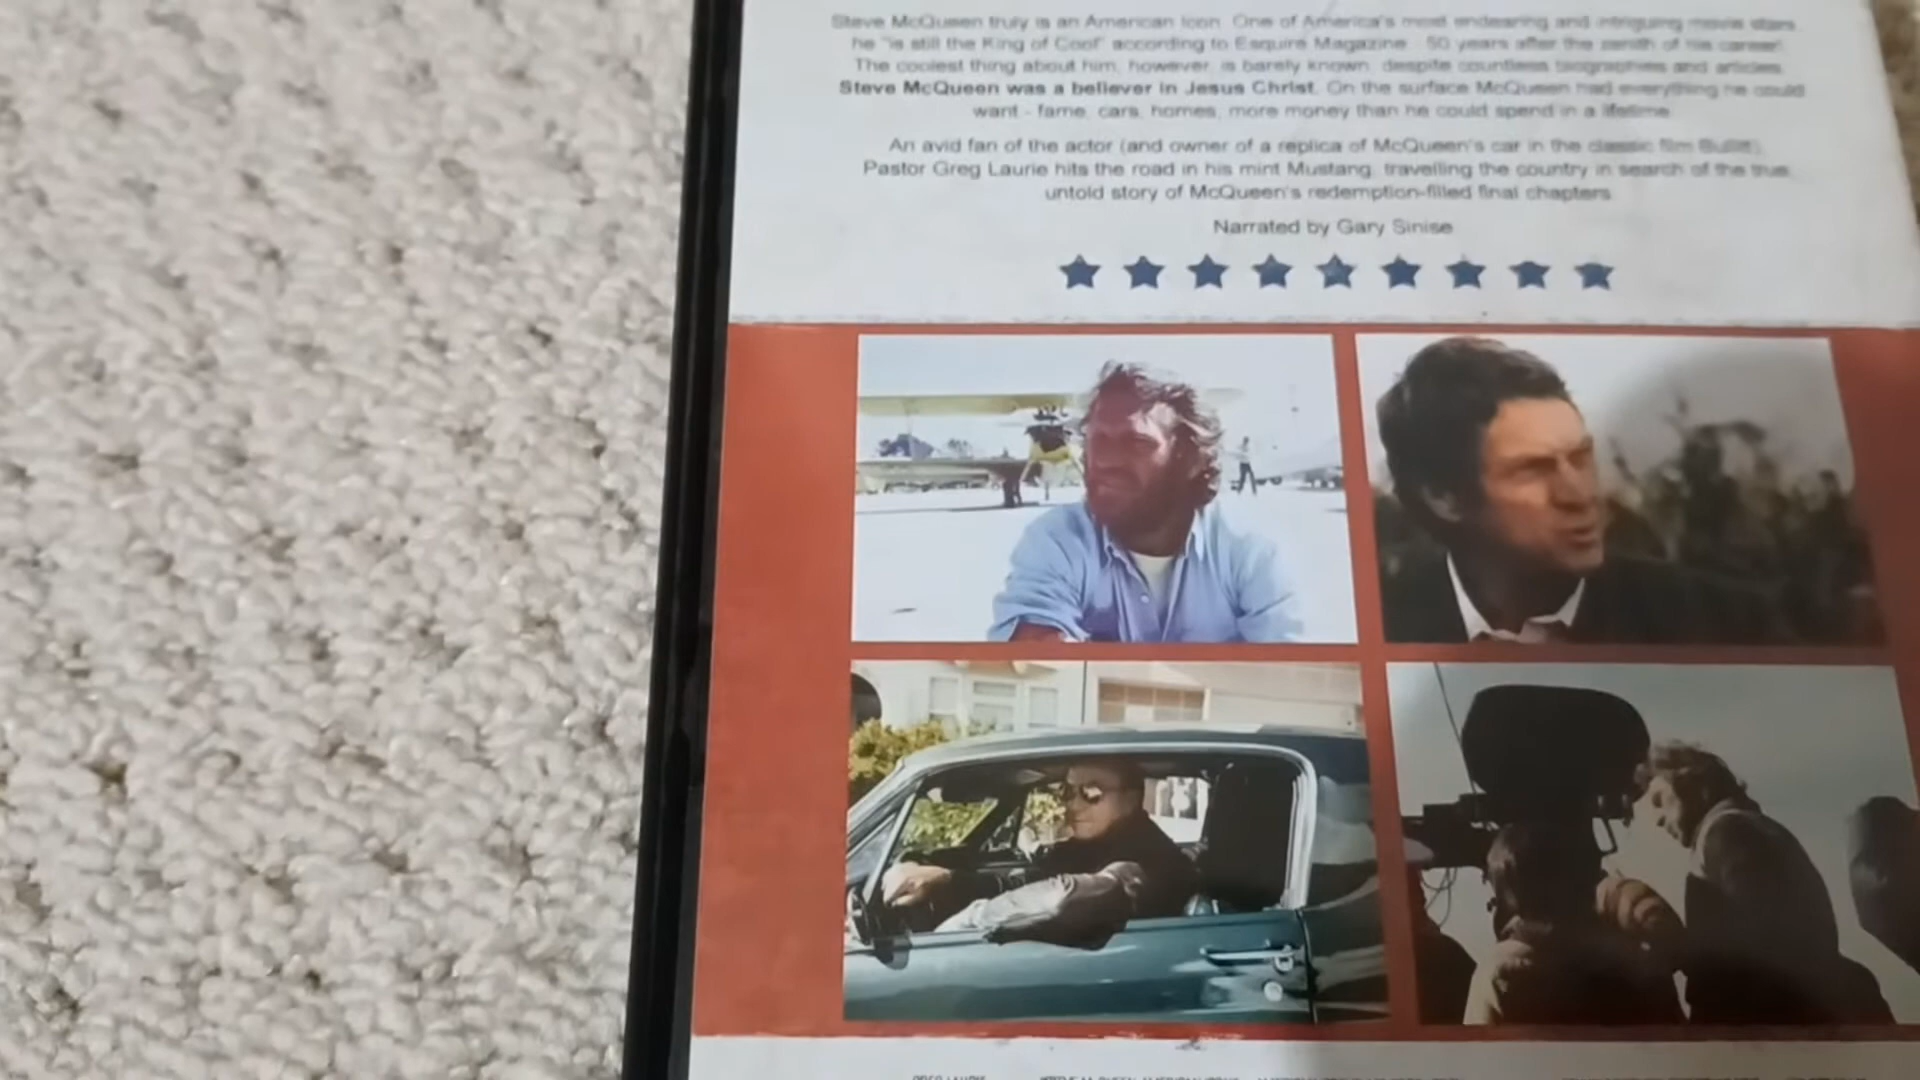 Steve McQueen truly is an American Icon. One of America's most endearing and intriguing movie stars,
he "is still the King of Cool" according to Esquire Magazine. 50 years after the zenith of his career!
The coolest thing about him, however, is barely known, despite countless biographies and articles.
Steve McQueen was a believer in Jesus Christ. On the surface McQueen had everything he could
want - fame, cars, homes, more money than he could spend in a lifetime.
An avid fan of the actor (and owner of a replica of McQueen's car in the classic film Bullitt),
Pastor Greg Laurie hits the road in his mint Mustang, travelling the country in search of the true,
untold story of McQueen's redemption-filled final chapters.
Narrated by Gary Sinise
GREG LAURIE